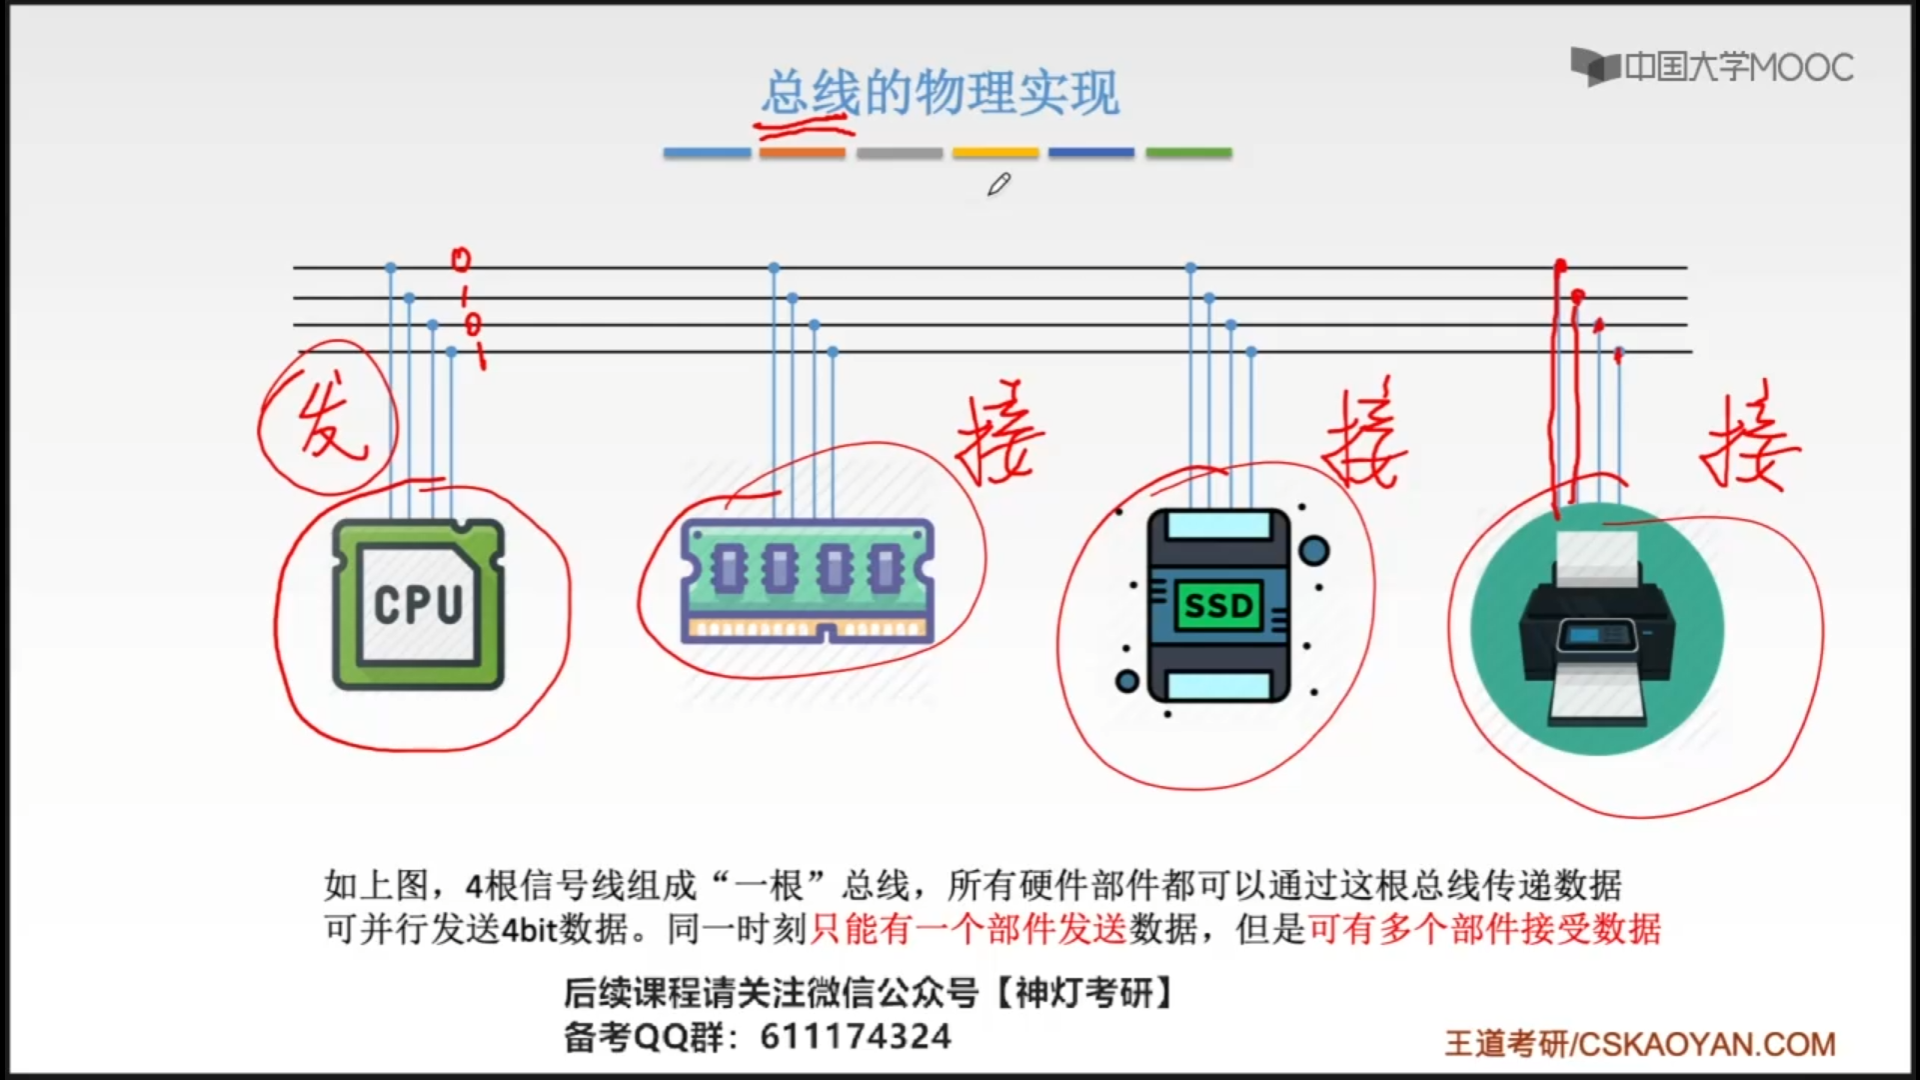 中国大学MOOC
总线的物理实现
0
1
0
1
发
接
接
接
CPU
SSD
如上图，4根信号线组成“一根”总线，所有硬件部件都可以通过这根总线传递数据
可并行发送4bit数据。同一时刻只能有一个部件发送数据，但是可有多个部件接受数据
后续课程请关注微信公众号【神灯考研】
备考QQ群：611174324
王道考研/CSKAOYAN.COM